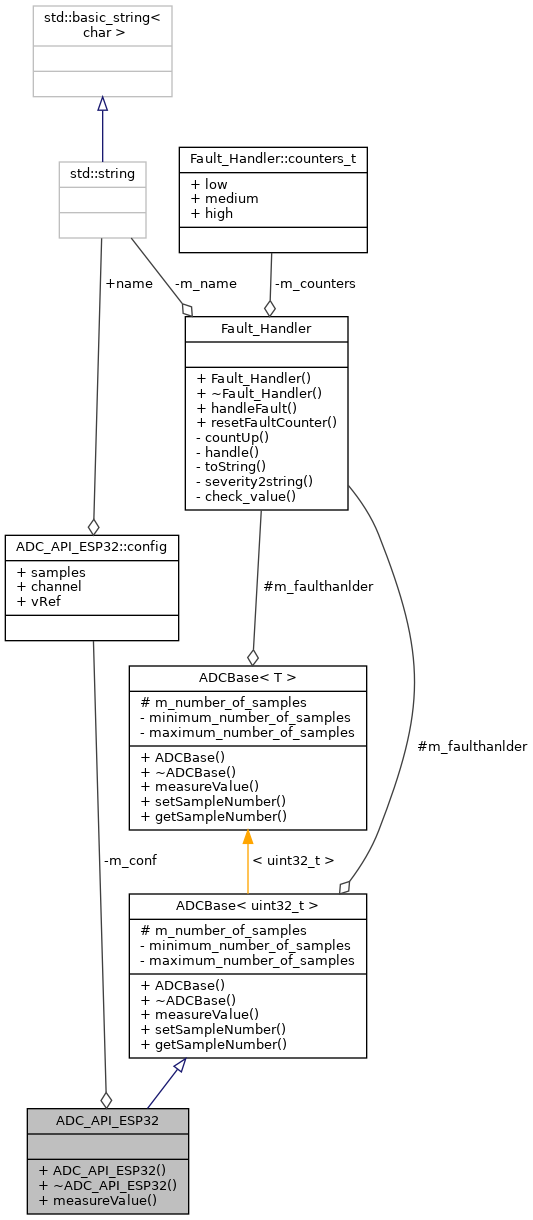 std::basic_string<
char >
std::string
Fault_Handler::counters_t
+ low
+ medium
+ high
+name
-m_name
-m_counters
Fault_Handler
+ Fault_Handler()
+ ~Fault_Handler()
+ handleFault()
+ resetFaultCounter()
- countUp()
- handle()
- toString()
- severity2string()
- check_value()
ADC_API_ESP32::config
+ samples
+ channel
+ vRef
#m_faulthanlder
ADCBase< T >
# m_number_of_samples
- minimum_number_of_samples
- maximum_number_of_samples
+ ADCBase()
+ ~ADCBase()
+ measureValue()
+ setSampleNumber()
+ getSampleNumber()
#m_faulthanlder
-m_conf
< uint32_t >
ADCBase< uint32_t >
# m_number_of_samples
- minimum_number_of_samples
- maximum_number_of_samples
+ ADCBase()
+ ~ADCBase()
+ measureValue()
+ setSampleNumber()
+ getSampleNumber()
ADC_API_ESP32
+ ADC_API_ESP32()
+ ~ADC_API_ESP32()
+ measureValue()